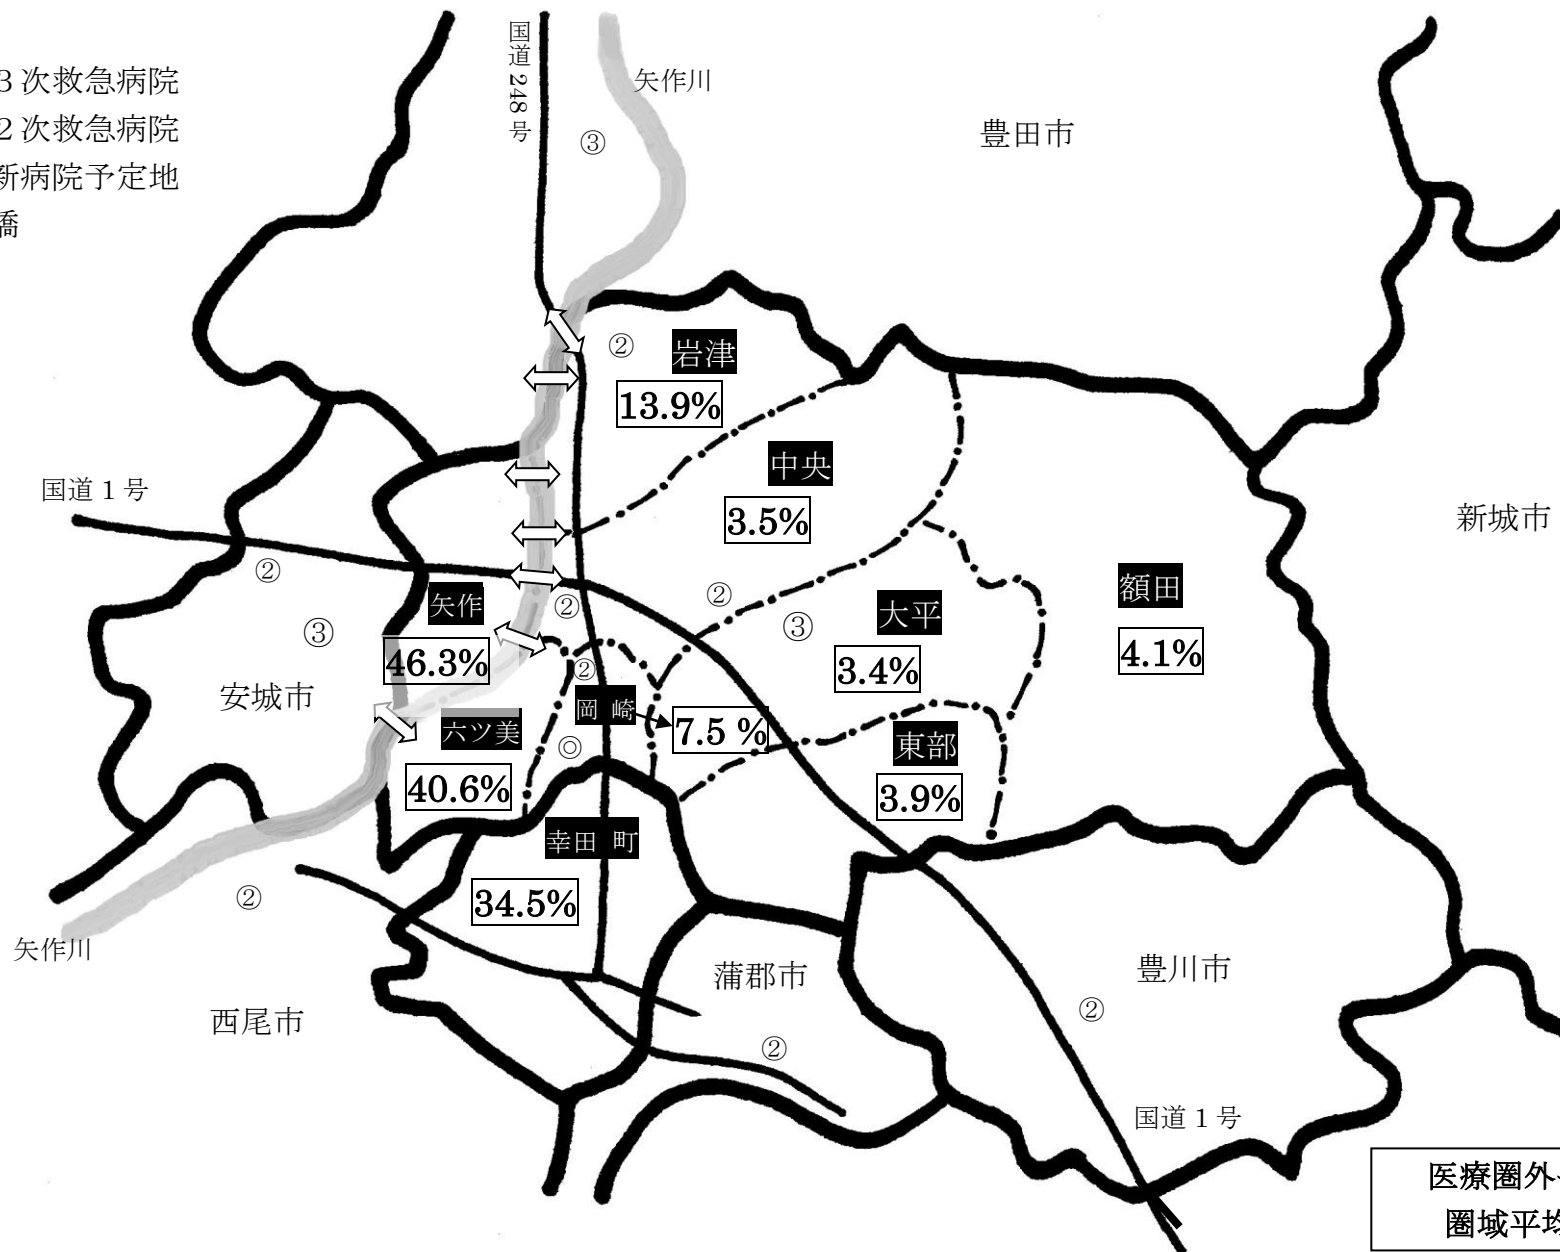 3 次救急病院
2 次救急病院
新病院予定地
橋
国道 248 号
矢作川
③
豊田市
②
岩津
13.9%
中央
3.5%
国道 1 号
新城市
②
矢作
46.3%
②
②
③
大平
3.4%
額田
4.1%
③
安城市
②
岡 崎
7.5 %
六ツ美
40.6%
◎
東部
3.9%
幸田 町
34.5%
②
矢作川
西尾市
蒲郡市
②
豊川市
②
国道 1 号
医療圏外
圏域平均